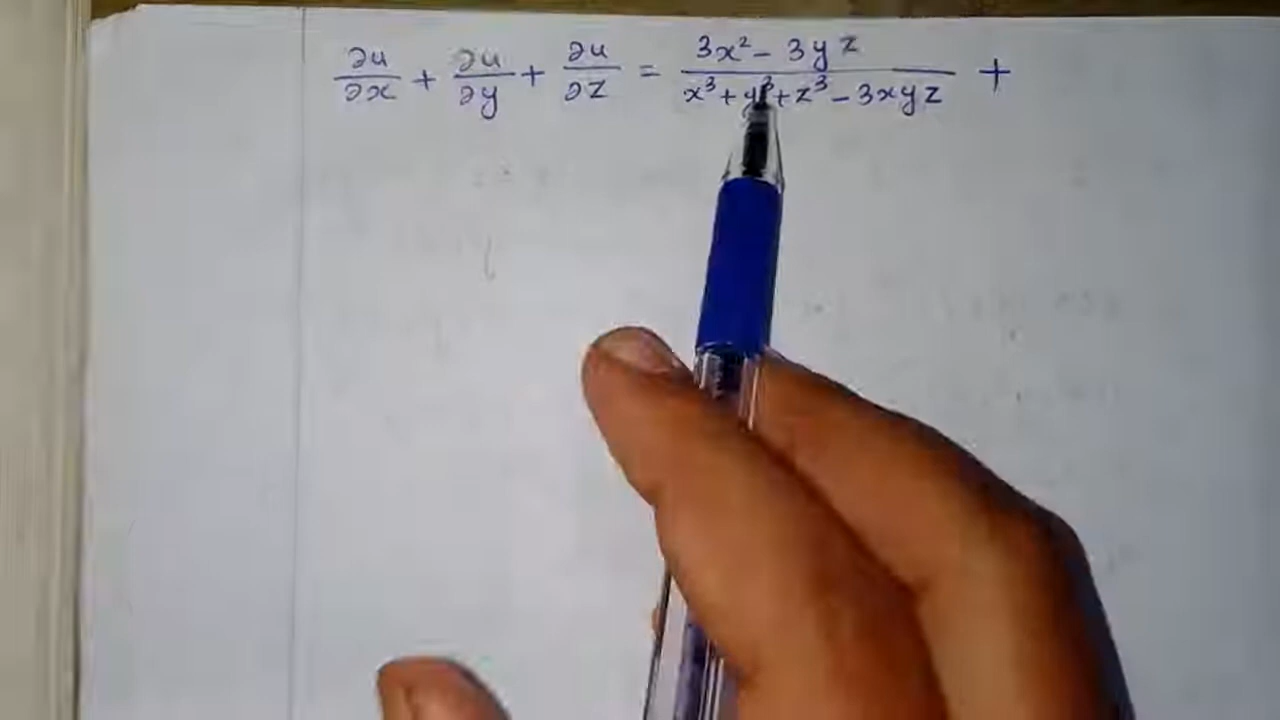 ∂u/∂x + ∂u/∂y + ∂u/∂z = (3x² - 3yz)/(x³ + y³ + z³ - 3xyz) +